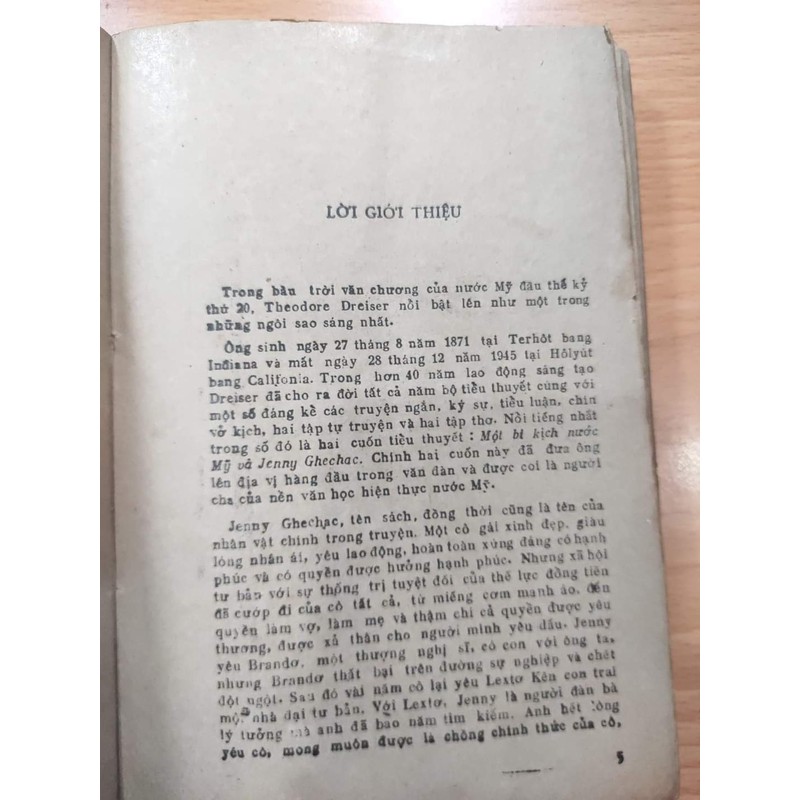 LỜI GIỚI THIỆU
Trong bầu trời văn chương của nước Mỹ đầu thế kỷ
thứ 20, Theodore Dreiser nổi bật lên như một trong
những ngôi sao sáng nhất.
Ông sinh ngày 27 tháng 8 năm 1871 tại Terhôt bang
Indiana và mất ngày 28 tháng 12 năm 1945 tại Hôlyút
bang Califonia. Trong hơn 40 năm lao động sáng tạo
Dreiser đã cho ra đời tất cả năm bộ tiểu thuyết cùng với
một số đáng kể các truyện ngắn, ký sự, tiểu luận, chín
vở kịch, hai tập tự truyện và hai tập thơ. Nổi tiếng nhất
trong số đó là hai cuốn tiểu thuyết : Một bi kịch nước
Mỹ và Jenny Ghechac. Chính hai cuốn này đã đưa ông
lên địa vị hàng đầu trong văn đàn và được coi là người
cha của nền văn học hiện thực nước Mỹ.
Jenny Ghechac, tên sách, đồng thời cũng là tên của
nhân vật chính trong truyện. Một cô gái xinh đẹp, giàu
lòng nhân ái, yêu lao động, hoàn toàn xứng đáng có hạnh
phúc và có quyền được hưởng hạnh phúc. Nhưng xã hội
tư bản với sự thống trị tuyệt đối của thế lực đồng tiền
đã cướp đi của cô tất cả, từ miếng cơm manh áo, đến
quyền làm vợ, làm mẹ và thậm chí cả quyền được yêu
thương, được xả thân cho người mình yêu dấu. Jenny
yêu Brandơ, một thượng nghị sĩ, có con với ông ta,
nhưng Brandơ thất bại trên đường sự nghiệp và chết
đột ngột. Sau đó vài năm cô lại yêu Lextơ Kên con trai
một nhà đại tư bản. Với Lextơ, Jenny là người đàn bà
lý tưởng mà anh đã bao năm tìm kiếm. Anh hết lòng
yêu cô, mong muốn được là chồng chính thức của cô,
5